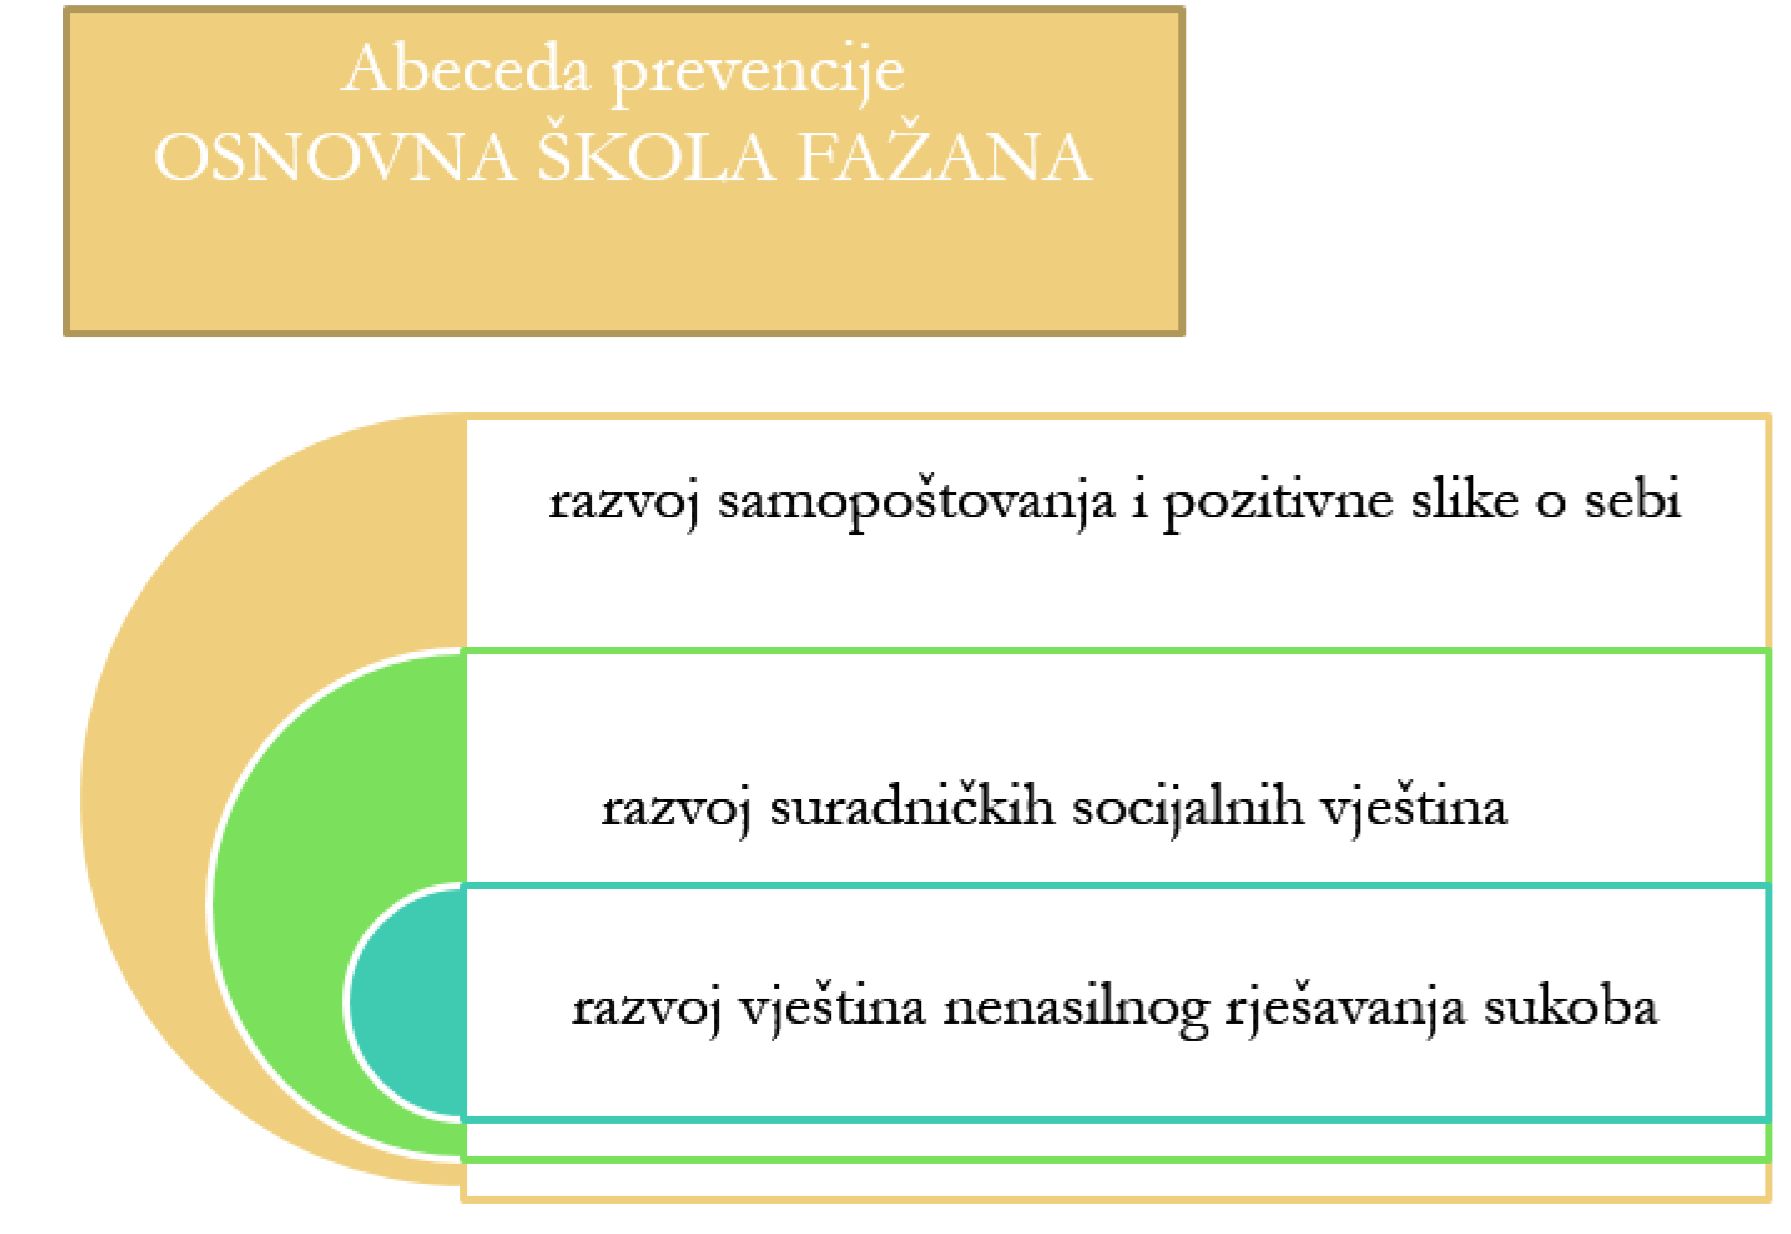 Abeceda prevencije
OSNOVNA ŠKOLA FAŽANA
razvoj samopoštovanja i pozitivne slike o sebi
razvoj suradničkih socijalnih vještina
razvoj vještina nenasilnog rješavanja sukoba